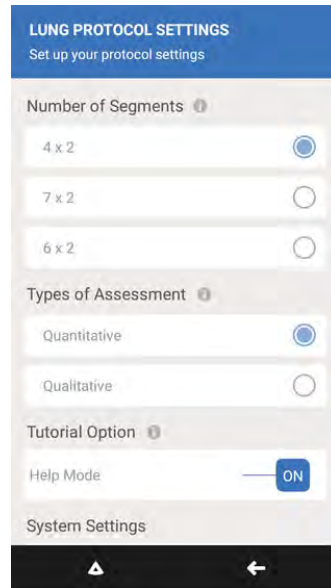 LUNG PROTOCOL SETTINGS
Set up your protocol settings
Number of Segments
4 x 2
7 x 2
6 x 2
Types of Assessment
Quantitative
Qualitative
Tutorial Option
Help Mode ON
System Settings